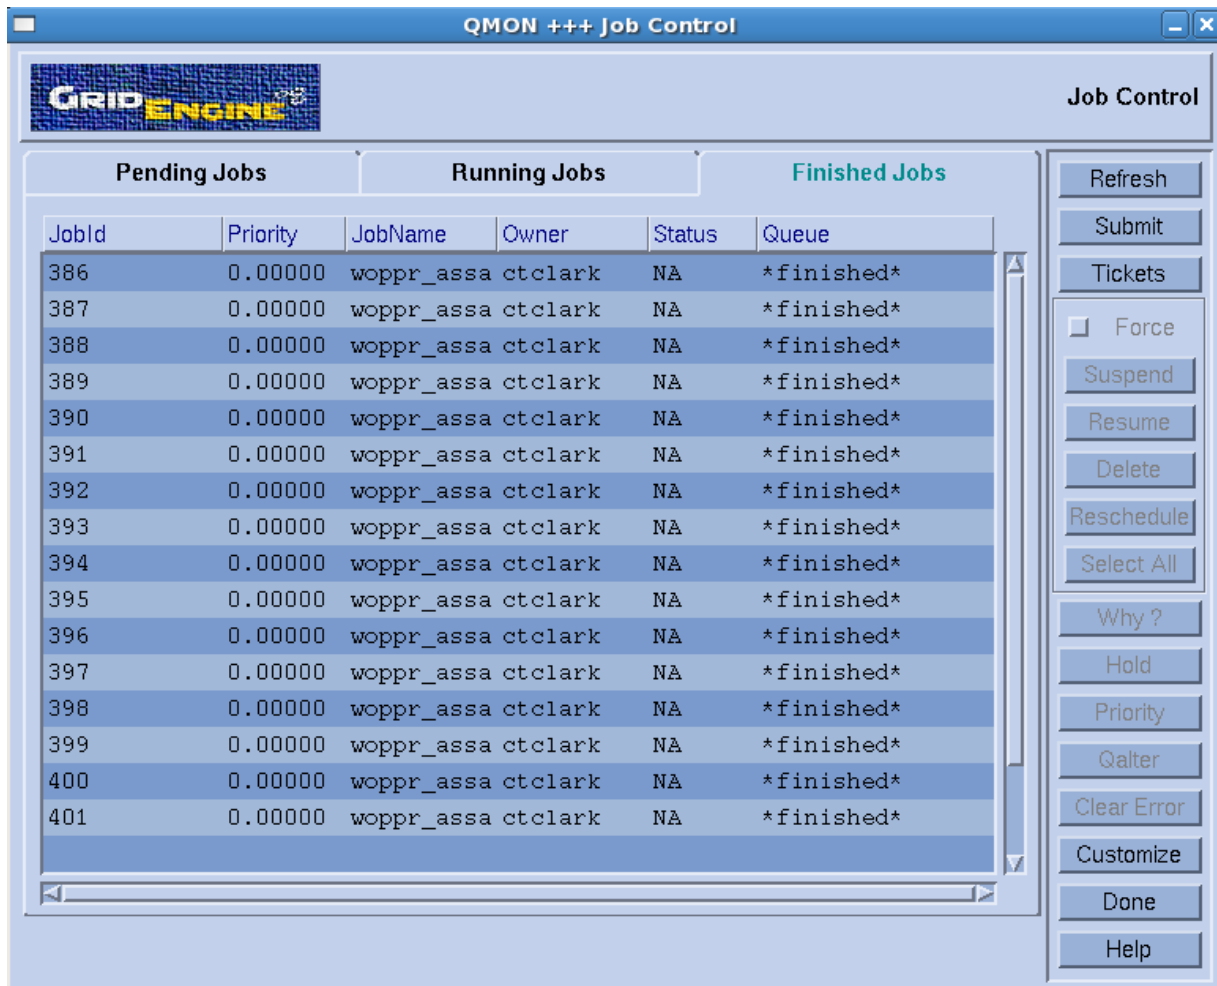 QMON +++ Job Control
GRID ENGINE
Job Control
Pending Jobs Running Jobs Finished Jobs
JobId Priority JobName Owner Status Queue
386 0.00000 woppr_assa ctclark NA *finished*
387 0.00000 woppr_assa ctclark NA *finished*
388 0.00000 woppr_assa ctclark NA *finished*
389 0.00000 woppr_assa ctclark NA *finished*
390 0.00000 woppr_assa ctclark NA *finished*
391 0.00000 woppr_assa ctclark NA *finished*
392 0.00000 woppr_assa ctclark NA *finished*
393 0.00000 woppr_assa ctclark NA *finished*
394 0.00000 woppr_assa ctclark NA *finished*
395 0.00000 woppr_assa ctclark NA *finished*
396 0.00000 woppr_assa ctclark NA *finished*
397 0.00000 woppr_assa ctclark NA *finished*
398 0.00000 woppr_assa ctclark NA *finished*
399 0.00000 woppr_assa ctclark NA *finished*
400 0.00000 woppr_assa ctclark NA *finished*
401 0.00000 woppr_assa ctclark NA *finished*
Refresh
Submit
Tickets
Force
Suspend
Resume
Delete
Reschedule
Select All
Why ?
Hold
Priority
Qalter
Clear Error
Customize
Done
Help